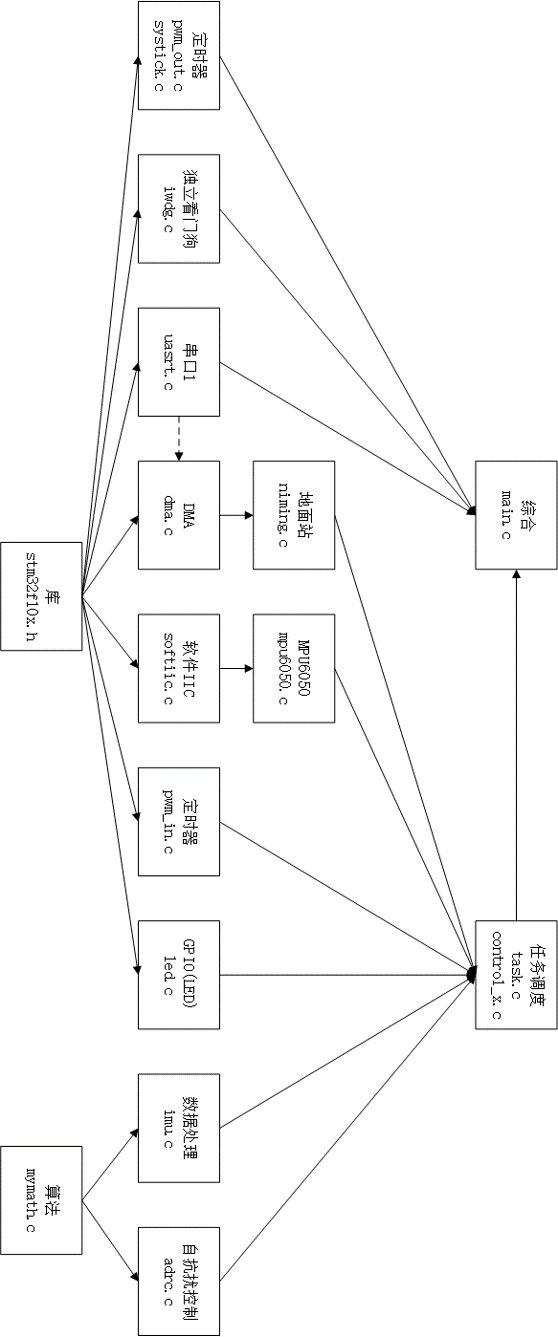 综合
main.c
任务调度
task.c
control_x.c
地面站
niming.c
MPU6050
mpu6050.c
定时器
pwm_out.c
systick.c
独立看门狗
iwdg.c
串口1
uasrt.c
DMA
dma.c
软件IIC
softiic.c
定时器
pwm_in.c
GPIO(LED)
led.c
数据处理
imu.c
自抗扰控制
adrc.c
库
stm32f10x.h
算法
mymath.c